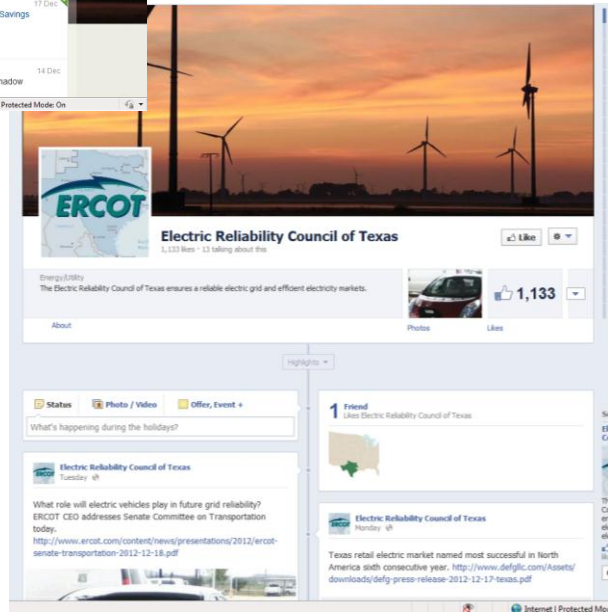 17 Dec
Savings
14 Dec
Protected Mode: On
ERCOT
Electric Reliability Council of Texas
1,133 likes · 13 talking about this
Like
Energy/Utility
The Electric Reliability Council of Texas ensures a reliable electric grid and efficient electricity markets.
About
Photos
1,133
Likes
Highlights
Status
Photo / Video
Offer, Event +
What's happening during the holidays?
ERCOT
Electric Reliability Council of Texas
Tuesday
What role will electric vehicles play in future grid reliability?
ERCOT CEO addresses Senate Committee on Transportation
today.
http://www.ercot.com/content/news/presentations/2012/ercot-
senate-transportation-2012-12-18.pdf
1 Friend
Likes Electric Reliability Council of Texas
ERCOT
Electric Reliability Council of Texas
Monday
Texas retail electric market named most successful in North
America sixth consecutive year. http://www.defgllc.com/Assets/
downloads/defg-press-release-2012-12-17-texas.pdf
Internet | Protected Mo